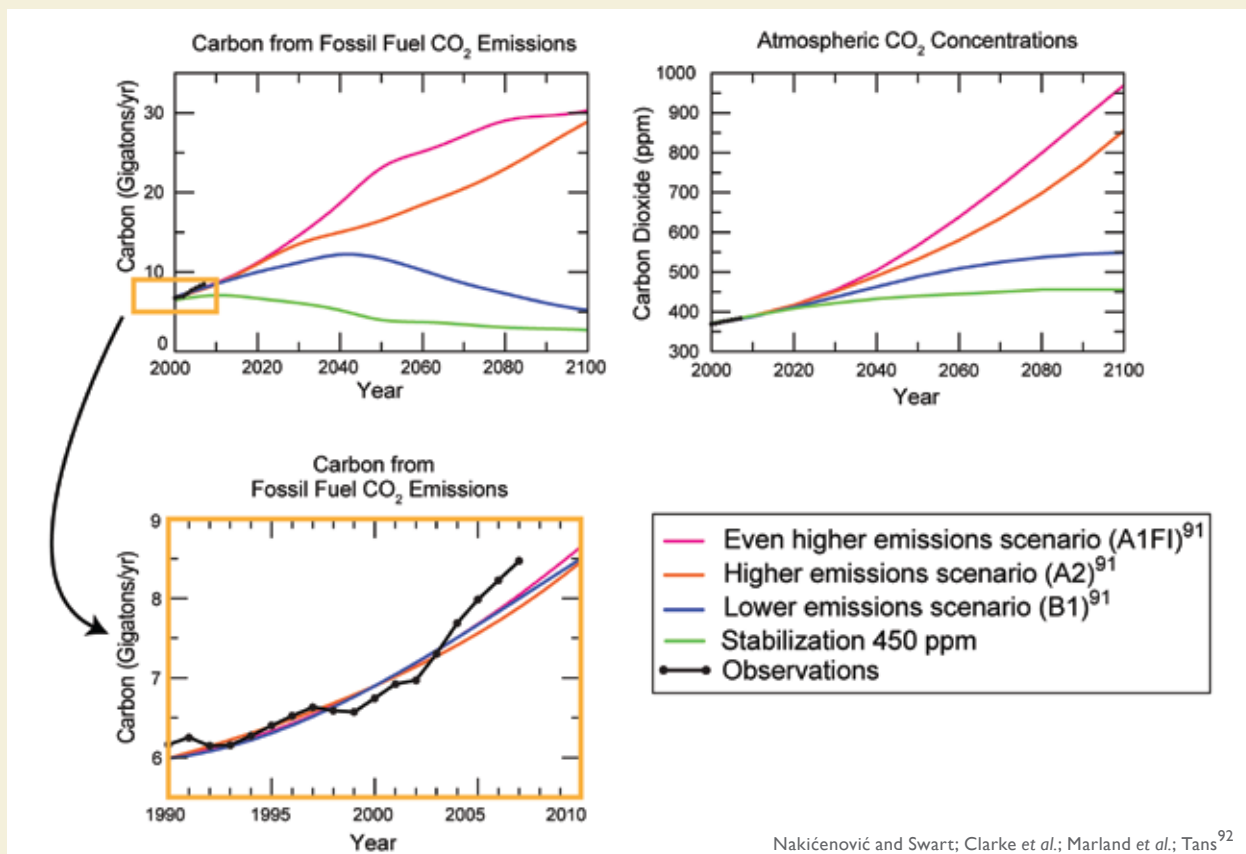 Carbon from Fossil Fuel CO₂ Emissions
Carbon (Gigatons/yr)
30
20
10
0
2000 2020 2040 2060 2080 2100
Year
Atmospheric CO₂ Concentrations
Carbon Dioxide (ppm)
1000
900
800
700
600
500
400
300
2000 2020 2040 2060 2080 2100
Year
Carbon from
Fossil Fuel CO₂ Emissions
Carbon (Gigatons/yr)
9
8
7
6
1990 1995 2000 2005 2010
Year
Even higher emissions scenario (A1FI)⁹¹
Higher emissions scenario (A2)⁹¹
Lower emissions scenario (B1)⁹¹
Stabilization 450 ppm
Observations
Nakićenović and Swart; Clarke et al.; Marland et al.; Tans⁹²